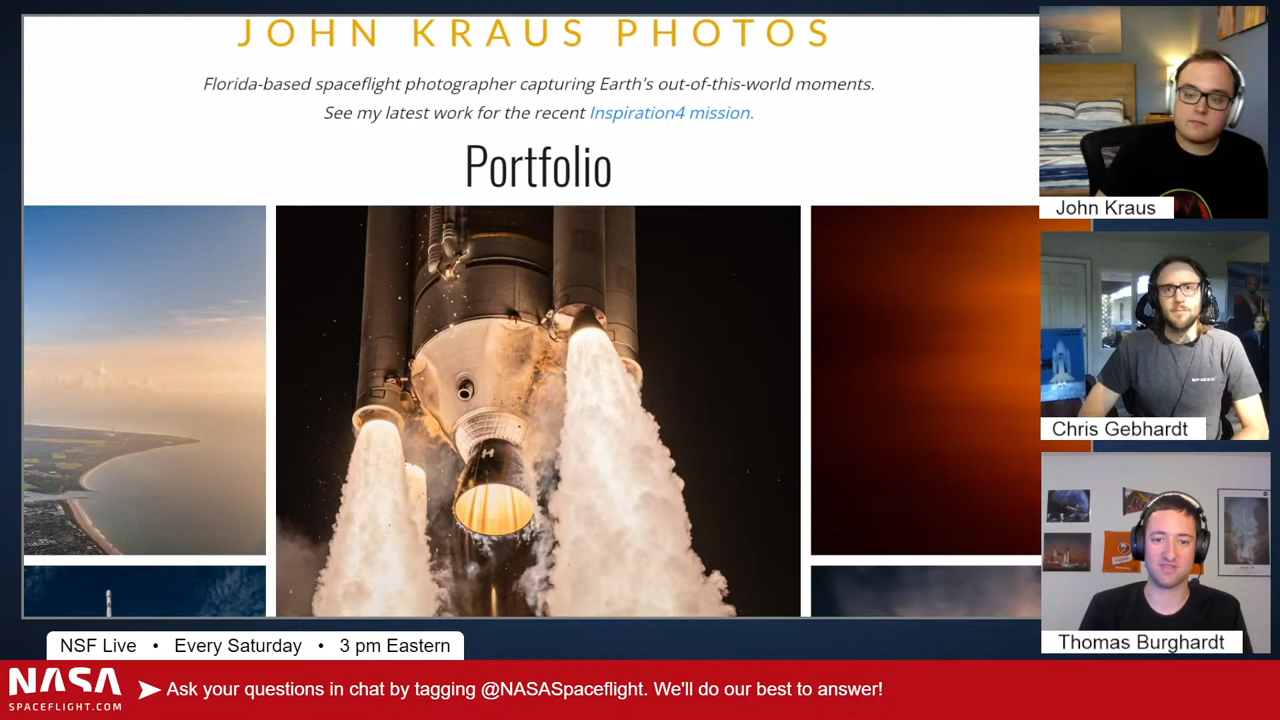 JOHN KRAUS PHOTOS
Florida-based spaceflight photographer capturing Earth's out-of-this-world moments.
See my latest work for the recent Inspiration4 mission.
Portfolio
John Kraus
SPACEX
Chris Gebhardt
Thomas Burghardt
NSF Live • Every Saturday • 3 pm Eastern
NASA
SPACEFLIGHT.COM
Ask your questions in chat by tagging @NASASpaceflight. We'll do our best to answer!